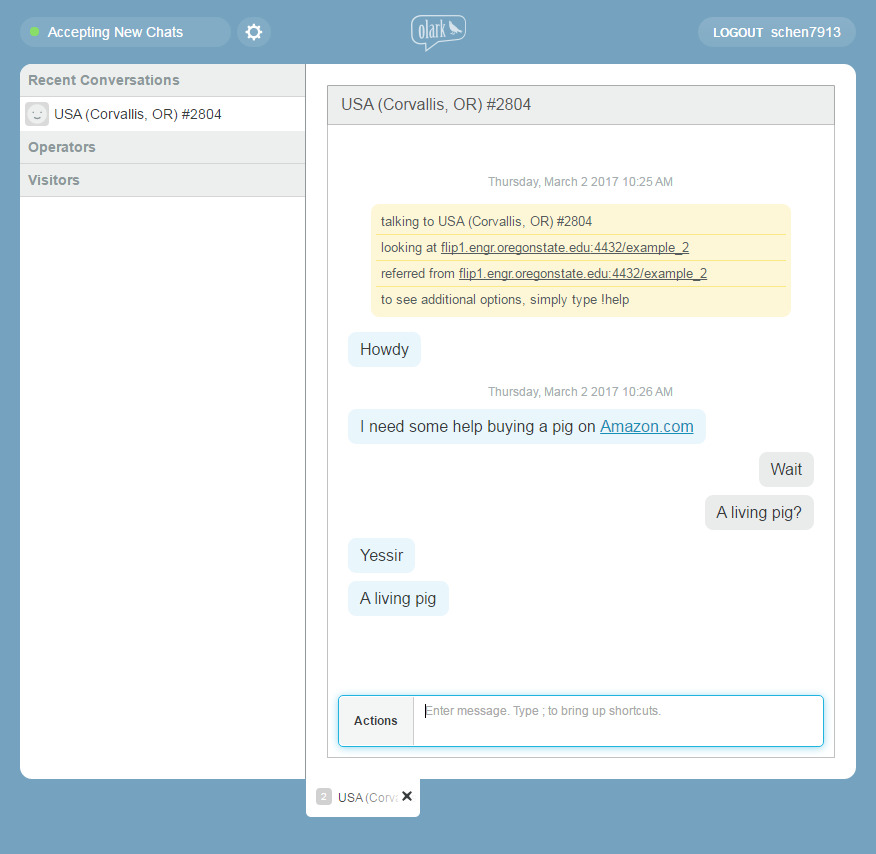 Accepting New Chats
olark
LOGOUT schen7913
Recent Conversations
USA (Corvallis, OR) #2804
Operators
Visitors
USA (Corvallis, OR) #2804
Thursday, March 2 2017 10:25 AM
talking to USA (Corvallis, OR) #2804
looking at flip1.engr.oregonstate.edu:4432/example_2
referred from flip1.engr.oregonstate.edu:4432/example_2
to see additional options, simply type !help
Howdy
Thursday, March 2 2017 10:26 AM
I need some help buying a pig on Amazon.com
Wait
A living pig?
Yessir
A living pig
Actions
Enter message. Type ; to bring up shortcuts.
2 USA (Corva